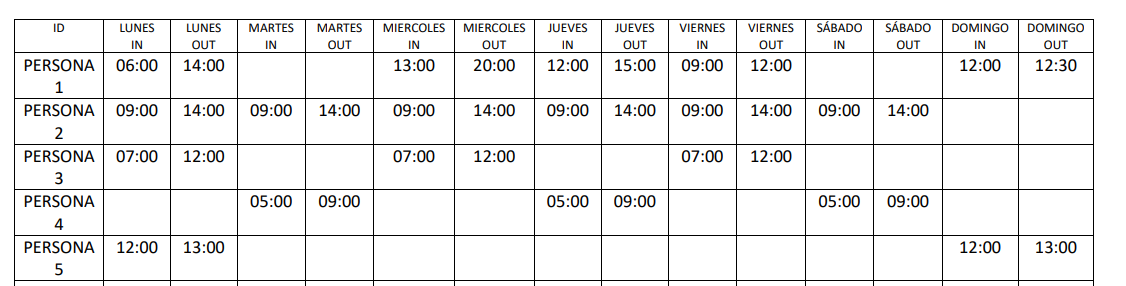 ID LUNES IN LUNES OUT MARTES IN MARTES OUT MIERCOLES IN MIERCOLES OUT JUEVES IN JUEVES OUT VIERNES IN VIERNES OUT SÁBADO IN SÁBADO OUT DOMINGO IN DOMINGO OUT
PERSONA 1 06:00 14:00 13:00 20:00 12:00 15:00 09:00 12:00 12:00 12:30
PERSONA 2 09:00 14:00 09:00 14:00 09:00 14:00 09:00 14:00 09:00 14:00 09:00 14:00
PERSONA 3 07:00 12:00 07:00 12:00 07:00 12:00
PERSONA 4 05:00 09:00 05:00 09:00 05:00 09:00
PERSONA 5 12:00 13:00 12:00 13:00